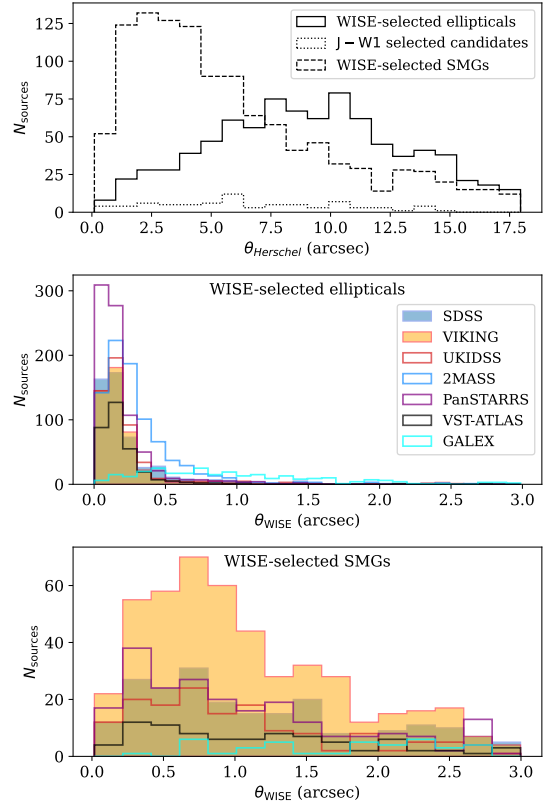 WISE-selected ellipticals
J − W1 selected candidates
WISE-selected SMGs
N_sources
125
100
75
50
25
0
0.0 2.5 5.0 7.5 10.0 12.5 15.0 17.5
θ_Herschel (arcsec)
WISE-selected ellipticals
SDSS
VIKING
UKIDSS
2MASS
PanSTARRS
VST-ATLAS
GALEX
N_sources
300
200
100
0
0.0 0.5 1.0 1.5 2.0 2.5 3.0
θ_WISE (arcsec)
WISE-selected SMGs
N_sources
60
40
20
0
0.0 0.5 1.0 1.5 2.0 2.5 3.0
θ_WISE (arcsec)